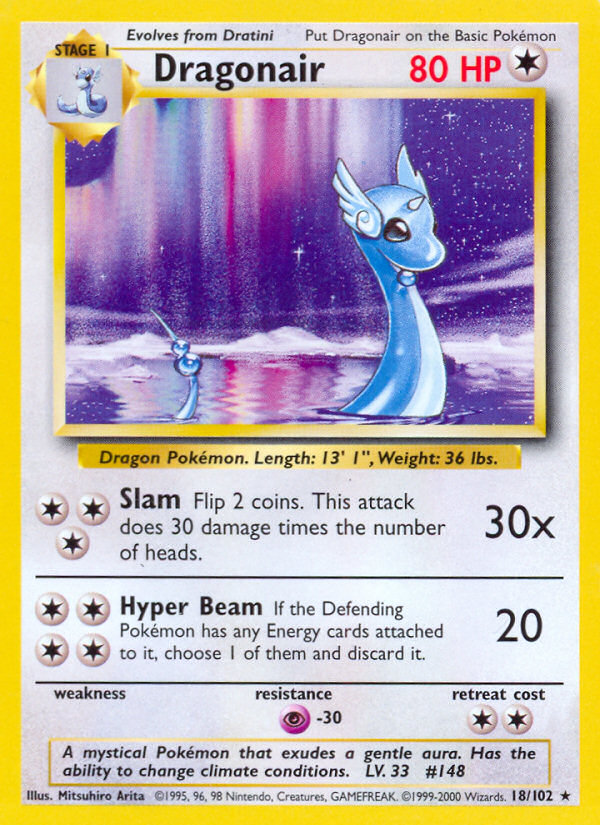 STAGE 1
Evolves from Dratini
Put Dragonair on the Basic Pokémon
Dragonair
80 HP
Dragon Pokémon. Length: 13' 1", Weight: 36 lbs.
Slam Flip 2 coins. This attack
does 30 damage times the number
of heads.
30x
Hyper Beam If the Defending
Pokémon has any Energy cards attached
to it, choose 1 of them and discard it.
20
weakness
resistance
retreat cost
-30
A mystical Pokémon that exudes a gentle aura. Has the
ability to change climate conditions. LV. 33 #148
Illus. Mitsuhiro Arita ©1995, 96, 98 Nintendo, Creatures, GAMEFREAK. ©1999-2000 Wizards. 18/102 ★